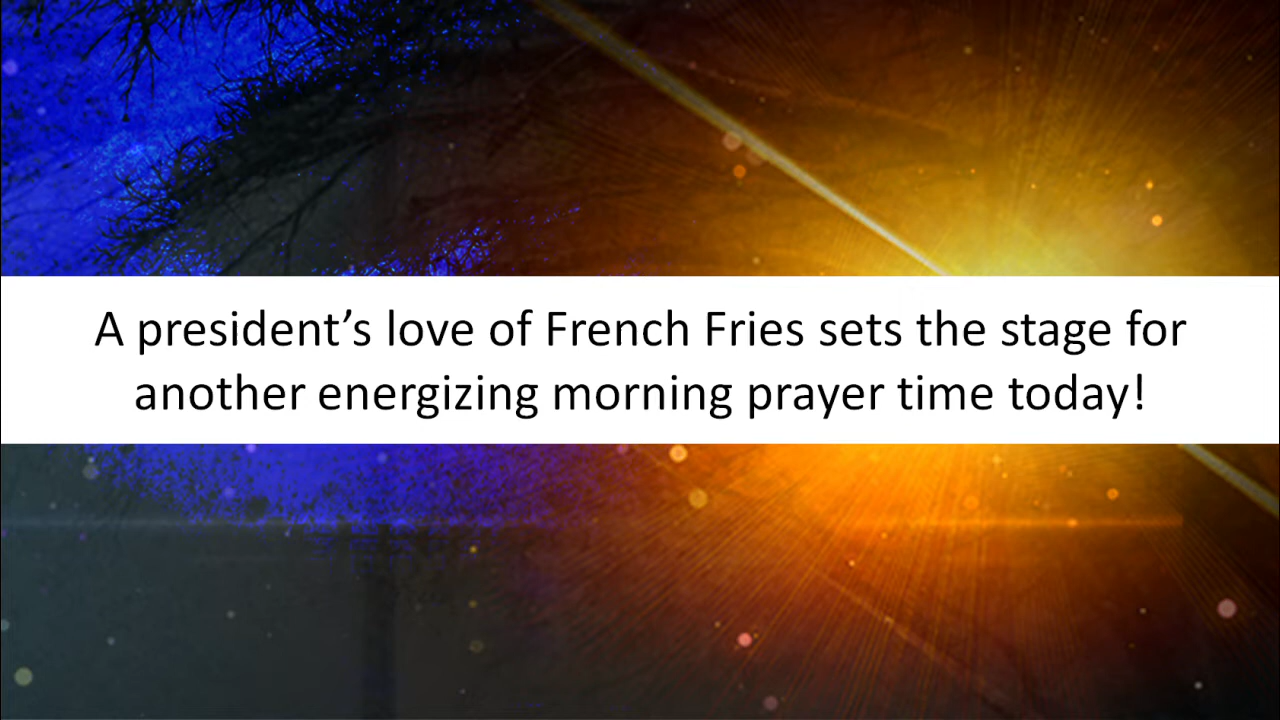 A president’s love of French Fries sets the stage for
another energizing morning prayer time today!